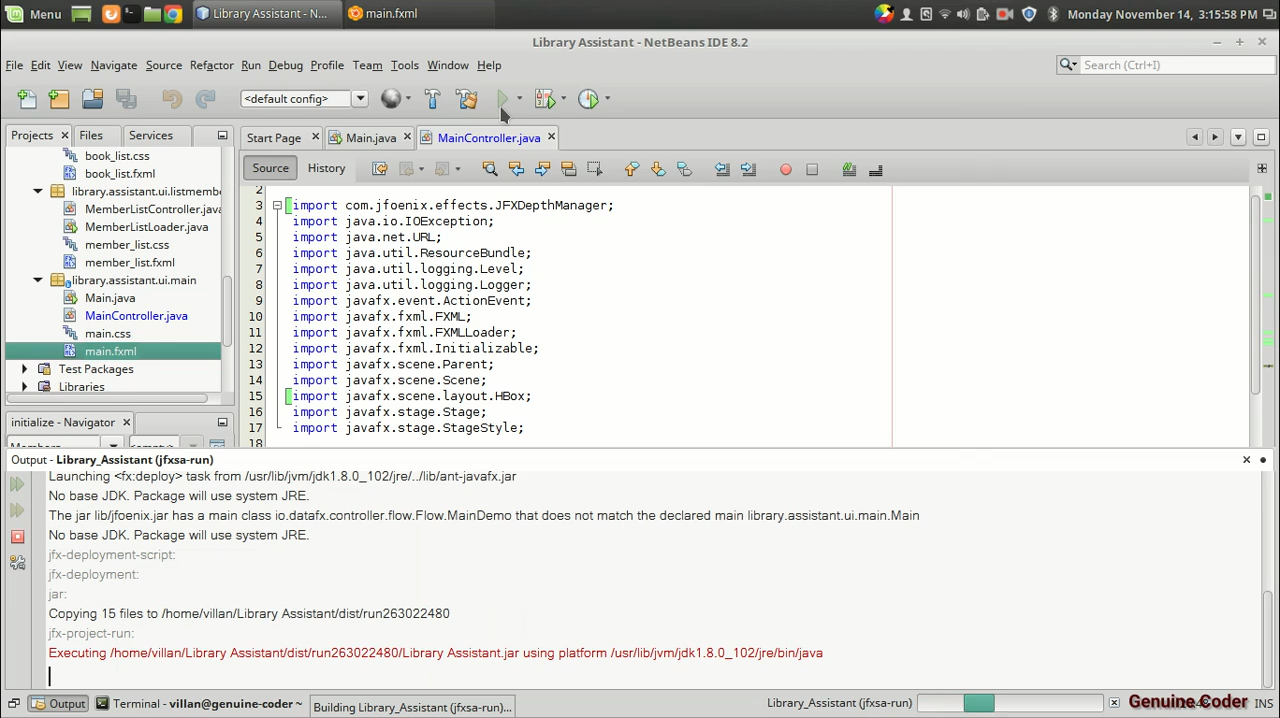 Menu
Library Assistant - N...
main.fxml
Monday November 14, 3:15:58 PM
Library Assistant - NetBeans IDE 8.2
File Edit View Navigate Source Refactor Run Debug Profile Team Tools Window Help
Search (Ctrl+I)
<default config>
Projects
Files
Services
Start Page
Main.java
MainController.java
Source
History
book_list.css
book_list.fxml
library.assistant.ui.listmember
MemberListController.java
MemberListLoader.java
member_list.css
member_list.fxml
library.assistant.ui.main
Main.java
MainController.java
main.css
main.fxml
Test Packages
Libraries
initialize - Navigator
Members
<empty>
2
3 import com.jfoenix.effects.JFXDepthManager;
4 import java.io.IOException;
5 import java.net.URL;
6 import java.util.ResourceBundle;
7 import java.util.logging.Level;
8 import java.util.logging.Logger;
9 import javafx.event.ActionEvent;
10 import javafx.fxml.FXML;
11 import javafx.fxml.FXMLLoader;
12 import javafx.fxml.Initializable;
13 import javafx.scene.Parent;
14 import javafx.scene.Scene;
15 import javafx.scene.layout.HBox;
16 import javafx.stage.Stage;
17 import javafx.stage.StageStyle;
18
Output - Library_Assistant (jfxsa-run)
Launching <fx:deploy> task from /usr/lib/jvm/jdk1.8.0_102/jre/../lib/ant-javafx.jar
No base JDK. Package will use system JRE.
The jar lib/jfoenix.jar has a main class io.datafx.controller.flow.Flow.MainDemo that does not match the declared main library.assistant.ui.main.Main
No base JDK. Package will use system JRE.
jfx-deployment-script:
jfx-deployment:
jar:
Copying 15 files to /home/villan/Library Assistant/dist/run263022480
jfx-project-run:
Executing /home/villan/Library Assistant/dist/run263022480/Library Assistant.jar using platform /usr/lib/jvm/jdk1.8.0_102/jre/bin/java
Output
Terminal - villan@genuine-coder:~
Building Library_Assistant (jfxsa-run)...
Library_Assistant (jfxsa-run)
Genuine Coder
INS